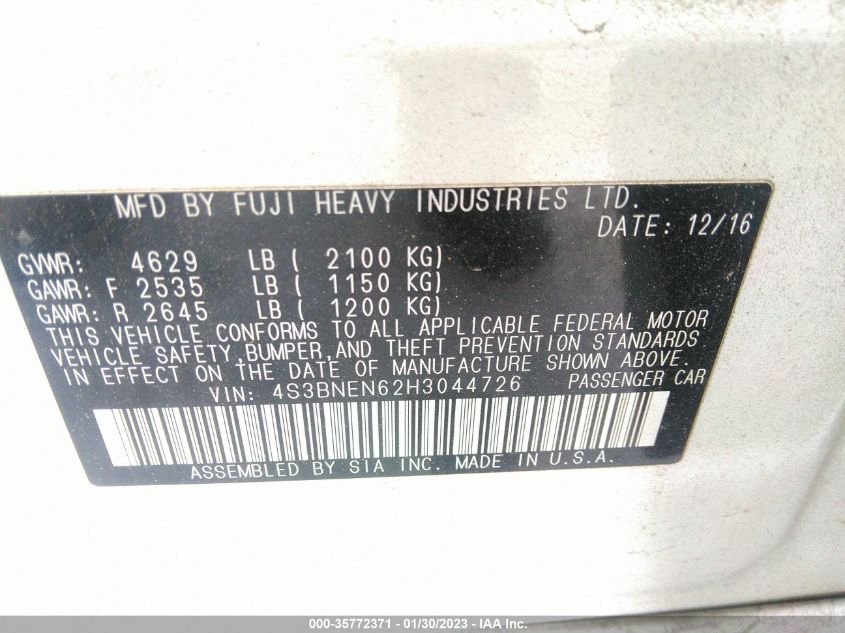 MFD BY FUJI HEAVY INDUSTRIES LTD.
DATE: 12/16
GVWR: 4629 LB ( 2100 KG)
GAWR: F 2535 LB ( 1150 KG)
GAWR: R 2645 LB ( 1200 KG)
THIS VEHICLE CONFORMS TO ALL APPLICABLE FEDERAL MOTOR
VEHICLE SAFETY, BUMPER, AND THEFT PREVENTION STANDARDS
IN EFFECT ON THE DATE OF MANUFACTURE SHOWN ABOVE.
VIN: 4S3BNEN62H3044726 PASSENGER CAR
ASSEMBLED BY SIA INC. MADE IN U.S.A.
000-35772371 - 01/30/2023 - IAA Inc.